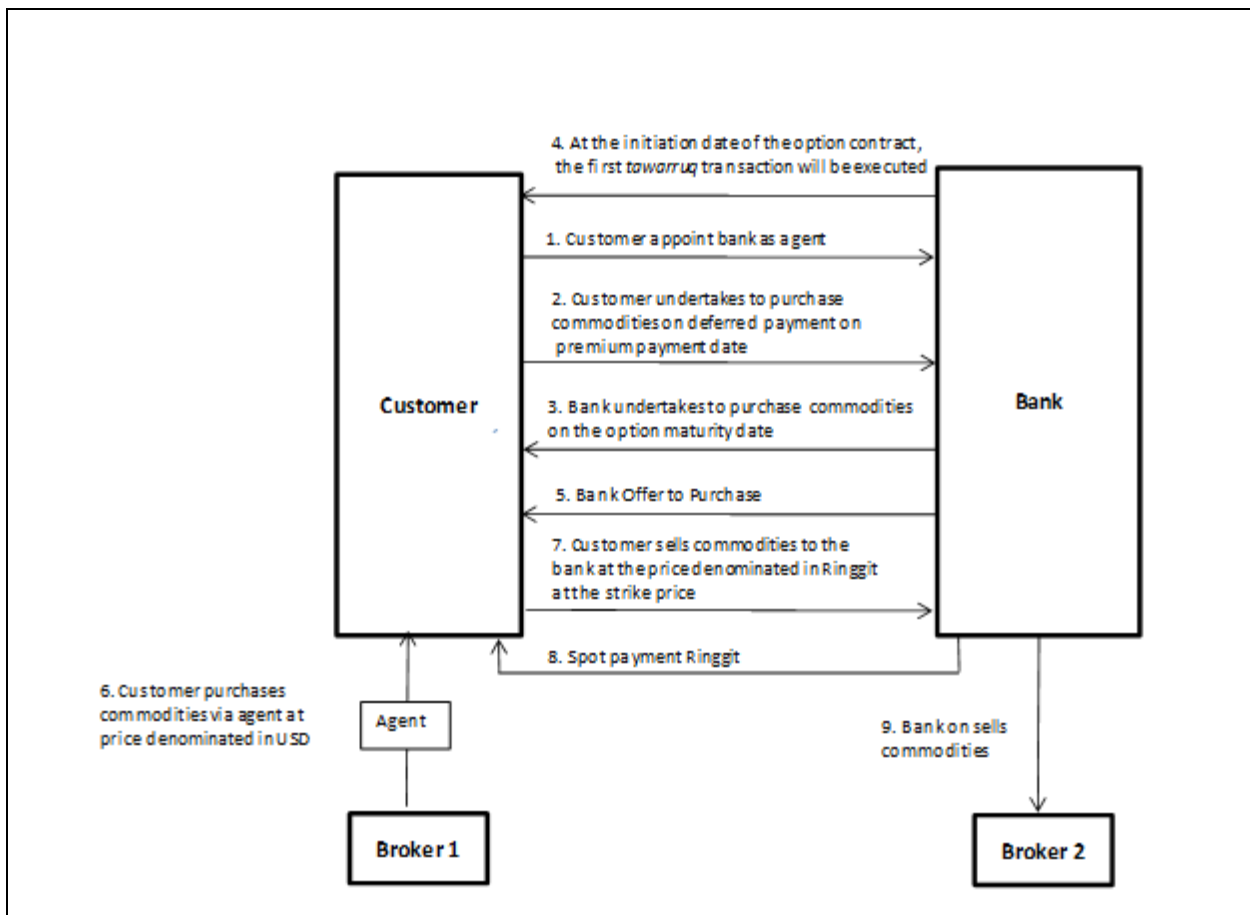 4. At the initiation date of the option contract,
the first tawarruq transaction will be executed
1. Customer appoint bank as agent
2. Customer undertakes to purchase
commodities on deferred payment on
premium payment date
Customer
Bank
3. Bank undertakes to purchase commodities
on the option maturity date
5. Bank Offer to Purchase
7. Customer sells commodities to the
bank at the price denominated in Ringgit
at the strike price
8. Spot payment Ringgit
6. Customer purchases
commodities via agent at
price denominated in USD
Agent
9. Bank on sells
commodities
Broker 1
Broker 2